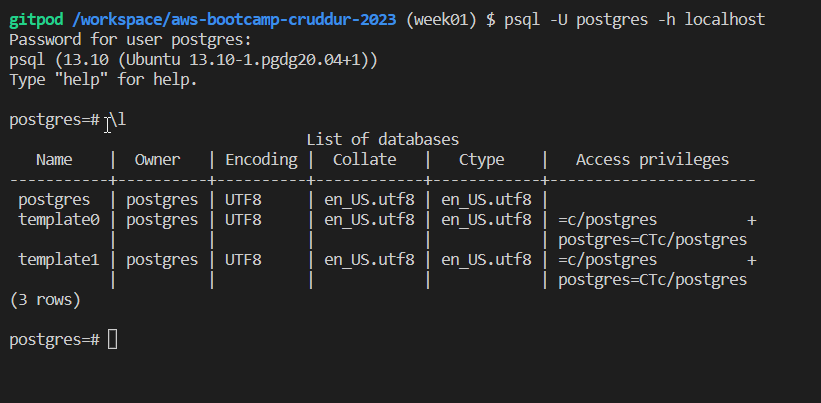 gitpod /workspace/aws-bootcamp-cruddur-2023 (week01) $ psql -U postgres -h localhost
Password for user postgres:
psql (13.10 (Ubuntu 13.10-1.pgdg20.04+1))
Type "help" for help.

postgres=# \l
                              List of databases
   Name    |  Owner   | Encoding |  Collate   |   Ctype    |   Access privileges
-----------+----------+----------+------------+------------+-----------------------
 postgres  | postgres | UTF8     | en_US.utf8 | en_US.utf8 |
 template0 | postgres | UTF8     | en_US.utf8 | en_US.utf8 | =c/postgres          +
           |          |          |            |            | postgres=CTc/postgres
 template1 | postgres | UTF8     | en_US.utf8 | en_US.utf8 | =c/postgres          +
           |          |          |            |            | postgres=CTc/postgres
(3 rows)

postgres=#